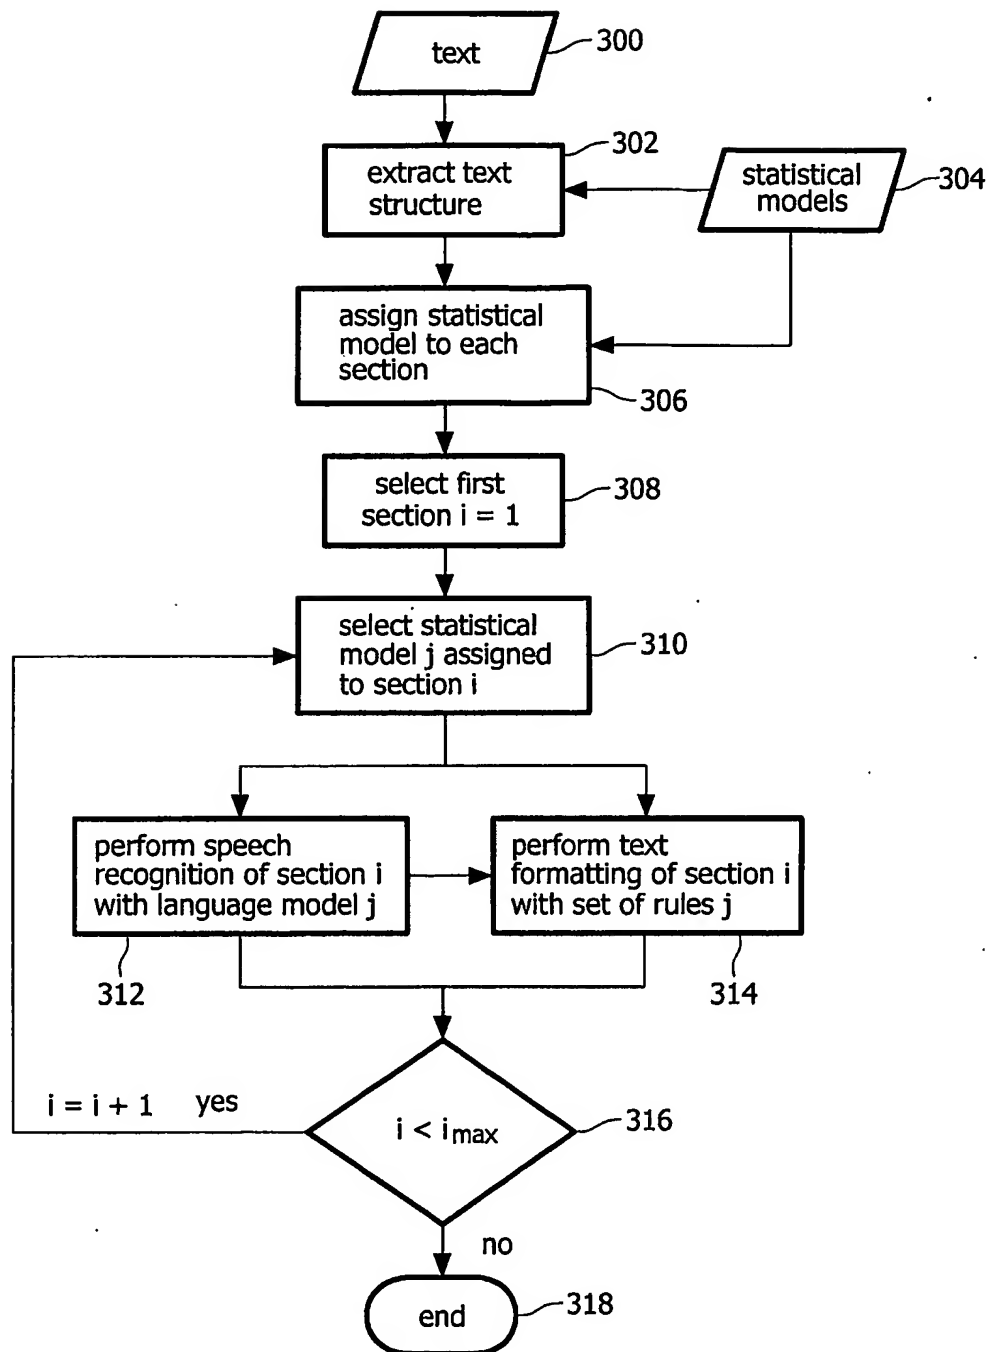 text
300
302
extract text
structure
statistical
models
304
assign statistical
model to each
section
306
select first
section i = 1
308
select statistical
model j assigned
to section i
310
perform speech
recognition of section i
with language model j
perform text
formatting of section i
with set of rules j
312
314
i = i + 1 yes
i < imax
316
no
end
318